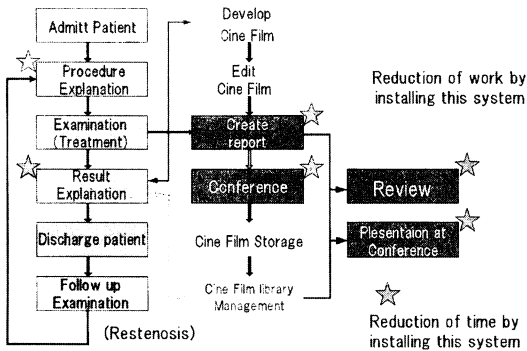 Admitt Patient
Procedure
Explanation
Examination
(Treatment)
Result
Explanation
Discharge patient
Follow up
Examination
(Restenosis)
Develop
Cine Film
Edit
Cine Film
Create
report
Conference
Cine Film Storage
Cine Film library
Management
Reduction of work by
installing this system
Review
Plesentaion at
Conference
Reduction of time by
installing this system